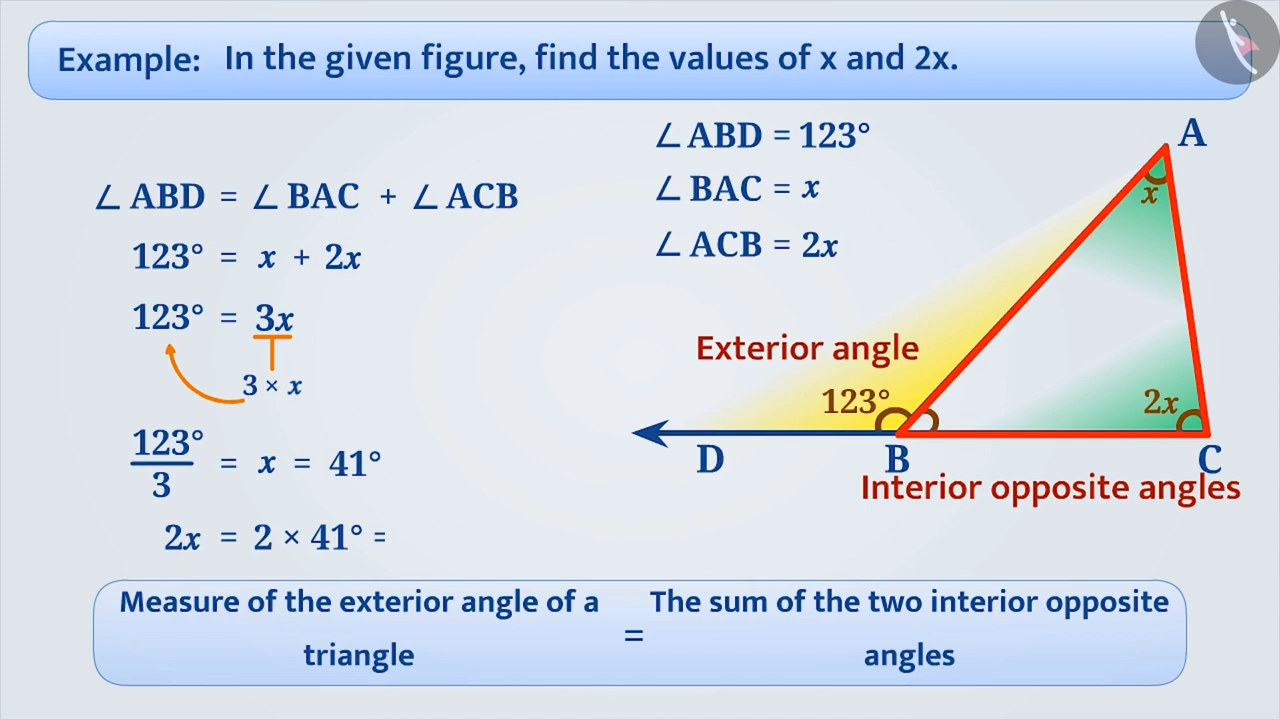 Example: In the given figure, find the values of x and 2x.
∠ ABD = ∠ BAC + ∠ ACB
123° = x + 2x
123° = 3x
3 × x
123°/3 = x = 41°
2x = 2 × 41° =
∠ ABD = 123°
∠ BAC = x
∠ ACB = 2x
A
x
Exterior angle
123°
2x
D B C
Interior opposite angles
Measure of the exterior angle of a triangle = The sum of the two interior opposite angles